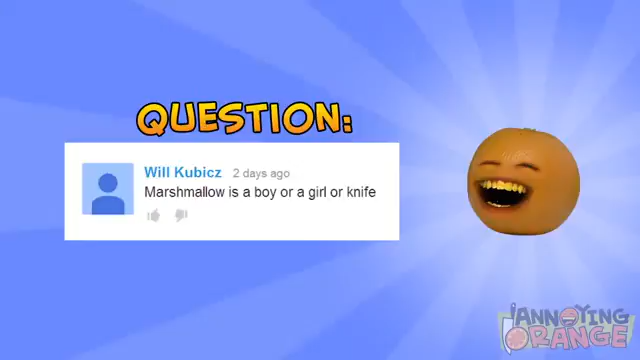 QUESTION:
Will Kubicz 2 days ago
Marshmallow is a boy or a girl or knife
ANNOYING
ORANGE